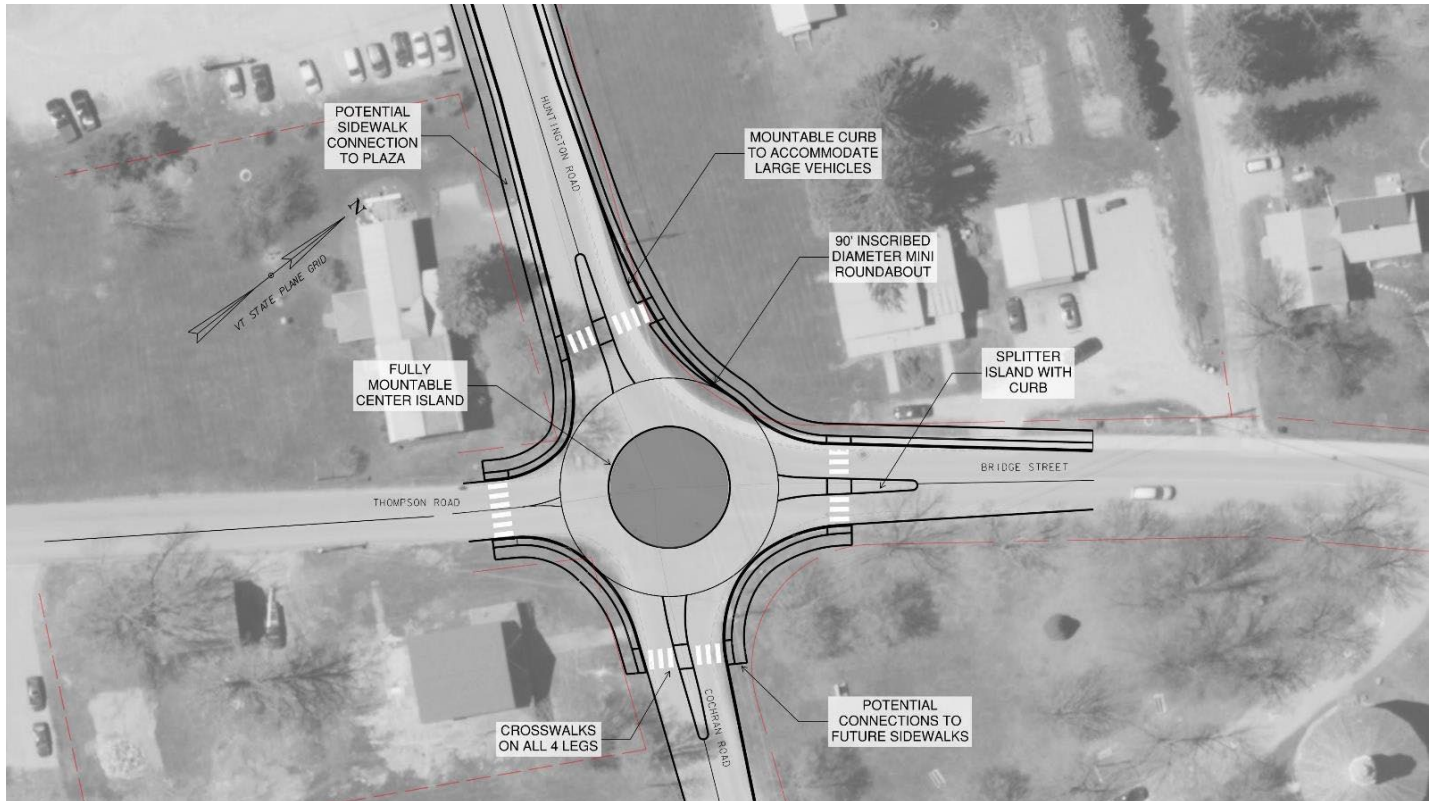 HUNTINGTON ROAD
POTENTIAL
SIDEWALK
CONNECTION
TO PLAZA
MOUNTABLE CURB
TO ACCOMMODATE
LARGE VEHICLES
N
VT STATE PLANE GRID
90' INSCRIBED
DIAMETER MINI
ROUNDABOUT
FULLY
MOUNTABLE
CENTER ISLAND
SPLITTER
ISLAND WITH
CURB
BRIDGE STREET
THOMPSON ROAD
CROSSWALKS
ON ALL 4 LEGS
COCHRAN ROAD
POTENTIAL
CONNECTIONS TO
FUTURE SIDEWALKS